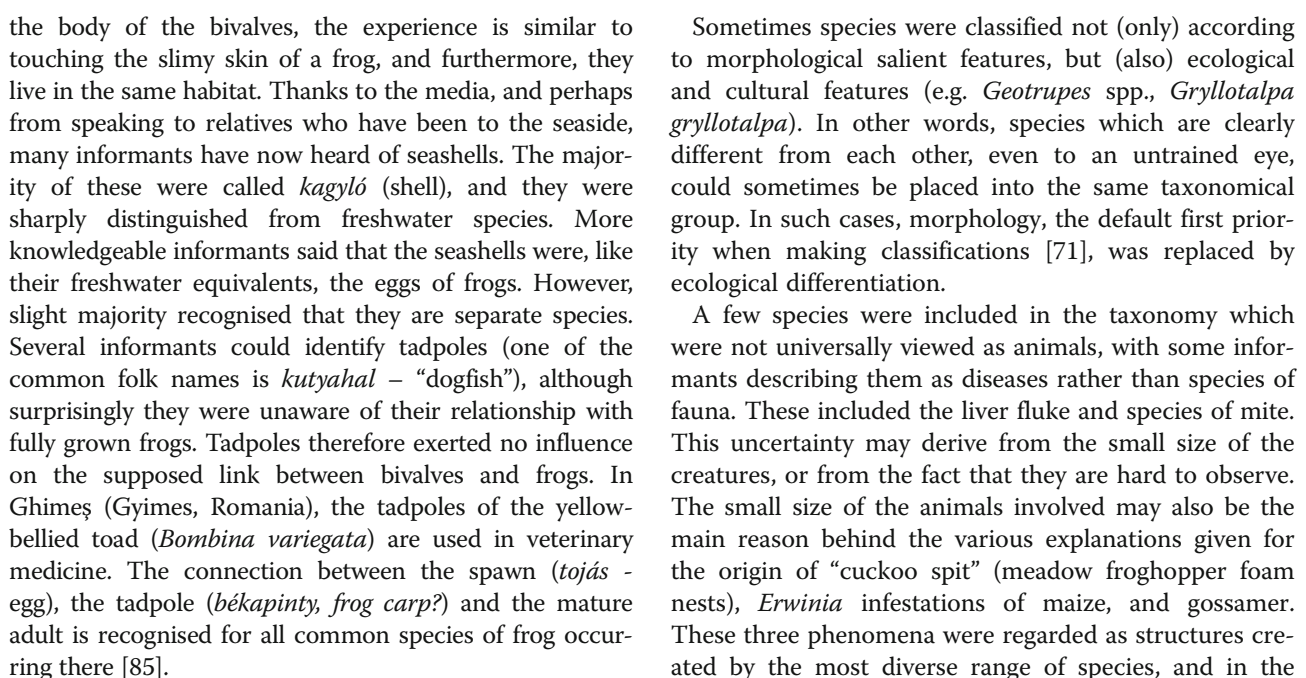 the body of the bivalves, the experience is similar to
touching the slimy skin of a frog, and furthermore, they
live in the same habitat. Thanks to the media, and perhaps
from speaking to relatives who have been to the seaside,
many informants have now heard of seashells. The major-
ity of these were called kagyló (shell), and they were
sharply distinguished from freshwater species. More
knowledgeable informants said that the seashells were, like
their freshwater equivalents, the eggs of frogs. However,
slight majority recognised that they are separate species.
Several informants could identify tadpoles (one of the
common folk names is kutyahal – “dogfish”), although
surprisingly they were unaware of their relationship with
fully grown frogs. Tadpoles therefore exerted no influence
on the supposed link between bivalves and frogs. In
Ghimeş (Gyimes, Romania), the tadpoles of the yellow-
bellied toad (Bombina variegata) are used in veterinary
medicine. The connection between the spawn (tojás -
egg), the tadpole (békapinty, frog carp?) and the mature
adult is recognised for all common species of frog occur-
ring there [85].
Sometimes species were classified not (only) according
to morphological salient features, but (also) ecological
and cultural features (e.g. Geotrupes spp., Gryllotalpa
gryllotalpa). In other words, species which are clearly
different from each other, even to an untrained eye,
could sometimes be placed into the same taxonomical
group. In such cases, morphology, the default first prior-
ity when making classifications [71], was replaced by
ecological differentiation.
A few species were included in the taxonomy which
were not universally viewed as animals, with some infor-
mants describing them as diseases rather than species of
fauna. These included the liver fluke and species of mite.
This uncertainty may derive from the small size of the
creatures, or from the fact that they are hard to observe.
The small size of the animals involved may also be the
main reason behind the various explanations given for
the origin of “cuckoo spit” (meadow froghopper foam
nests), Erwinia infestations of maize, and gossamer.
These three phenomena were regarded as structures cre-
ated by the most diverse range of species, and in the